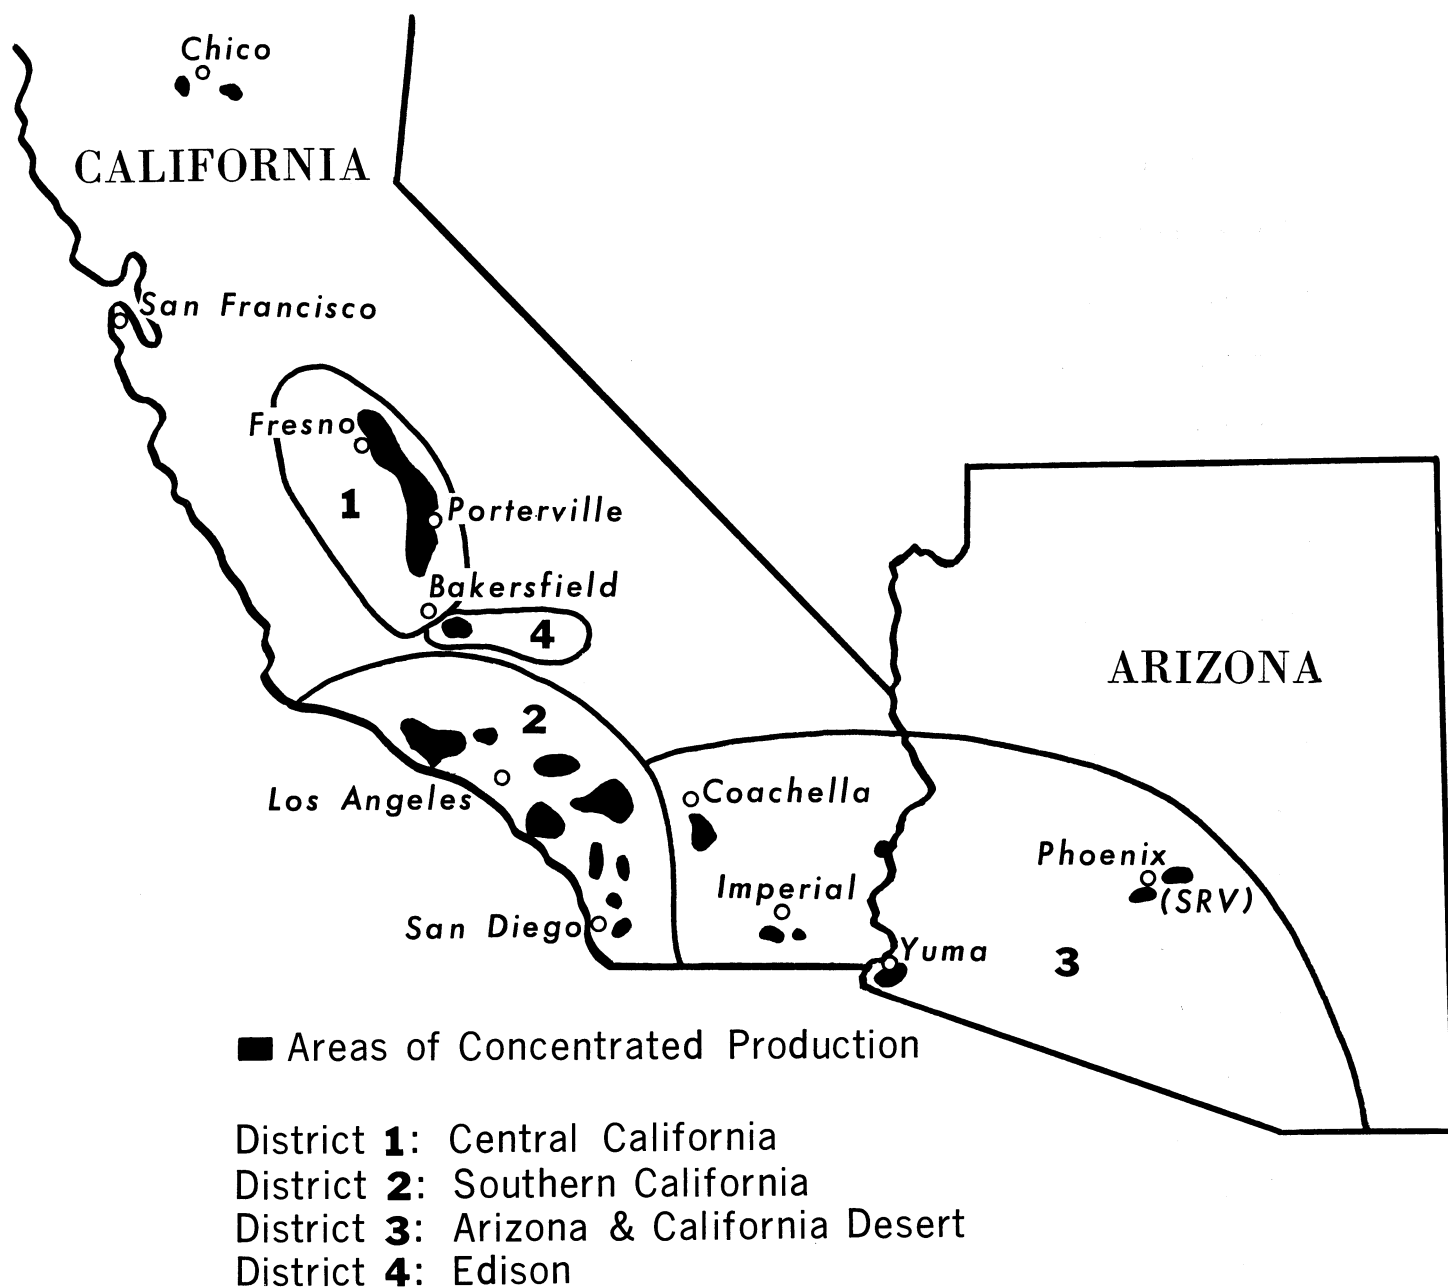 Chico
CALIFORNIA
San Francisco
Fresno
1
Porterville
Bakersfield
4
ARIZONA
2
Los Angeles
Coachella
Phoenix
(SRV)
Imperial
San Diego
Yuma
3
Areas of Concentrated Production
District 1: Central California
District 2: Southern California
District 3: Arizona & California Desert
District 4: Edison